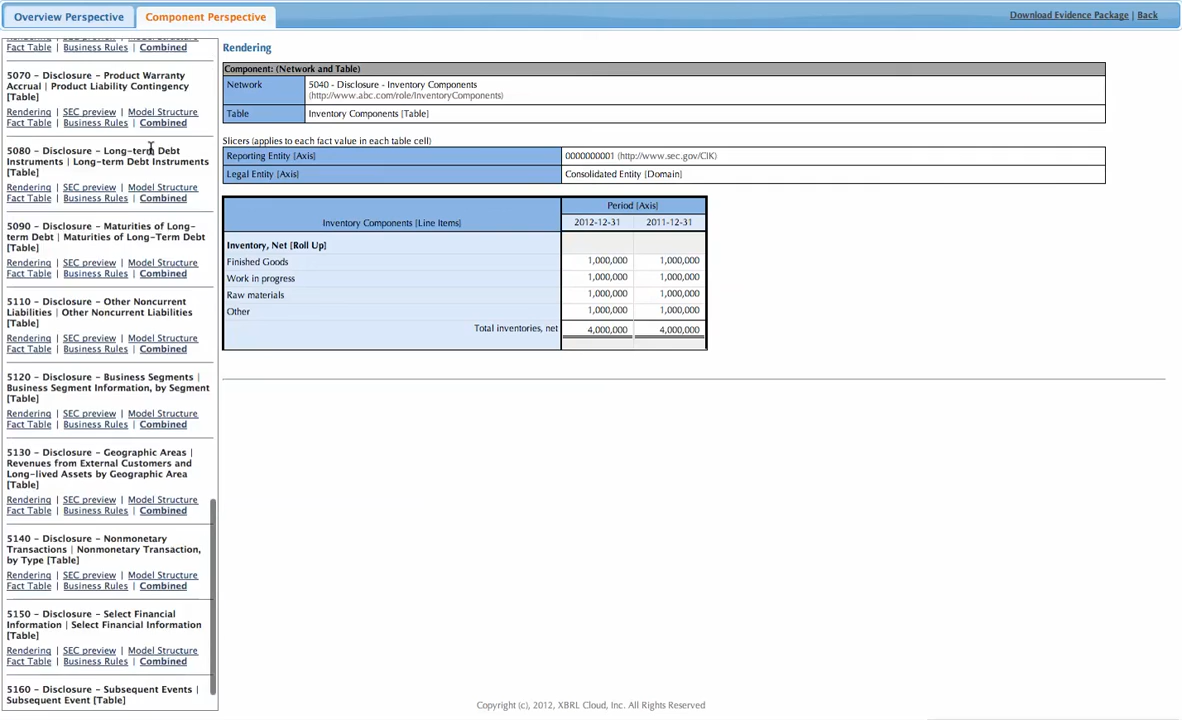 Overview Perspective
Component Perspective
Download Evidence Package | Back
Fact Table | Business Rules | Combined
5070 - Disclosure - Product Warranty
Accrual | Product Liability Contingency
[Table]
Rendering | SEC preview | Model Structure
Fact Table | Business Rules | Combined
5080 - Disclosure - Long-term Debt
Instruments | Long-term Debt Instruments
[Table]
Rendering | SEC preview | Model Structure
Fact Table | Business Rules | Combined
5090 - Disclosure - Maturities of Long-
term Debt | Maturities of Long-Term Debt
[Table]
Rendering | SEC preview | Model Structure
Fact Table | Business Rules | Combined
5110 - Disclosure - Other Noncurrent
Liabilities | Other Noncurrent Liabilities
[Table]
Rendering | SEC preview | Model Structure
Fact Table | Business Rules | Combined
5120 - Disclosure - Business Segments |
Business Segment Information, by Segment
[Table]
Rendering | SEC preview | Model Structure
Fact Table | Business Rules | Combined
5130 - Disclosure - Geographic Areas |
Revenues from External Customers and
Long-lived Assets by Geographic Area
[Table]
Rendering | SEC preview | Model Structure
Fact Table | Business Rules | Combined
5140 - Disclosure - Nonmonetary
Transactions | Nonmonetary Transaction,
by Type [Table]
Rendering | SEC preview | Model Structure
Fact Table | Business Rules | Combined
5150 - Disclosure - Select Financial
Information | Select Financial Information
[Table]
Rendering | SEC preview | Model Structure
Fact Table | Business Rules | Combined
5160 - Disclosure - Subsequent Events |
Subsequent Event [Table]
Rendering
Component: (Network and Table)
Network 5040 - Disclosure - Inventory Components
(http://www.abc.com/role/InventoryComponents)
Table Inventory Components [Table]
Slicers (applies to each fact value in each table cell)
Reporting Entity [Axis] 0000000001 (http://www.sec.gov/CIK)
Legal Entity [Axis] Consolidated Entity [Domain]
Period [Axis]
Inventory Components [Line Items] 2012-12-31 2011-12-31
Inventory, Net [Roll Up]
Finished Goods 1,000,000 1,000,000
Work in progress 1,000,000 1,000,000
Raw materials 1,000,000 1,000,000
Other 1,000,000 1,000,000
Total inventories, net 4,000,000 4,000,000
Copyright (c), 2012, XBRL Cloud, Inc. All Rights Reserved